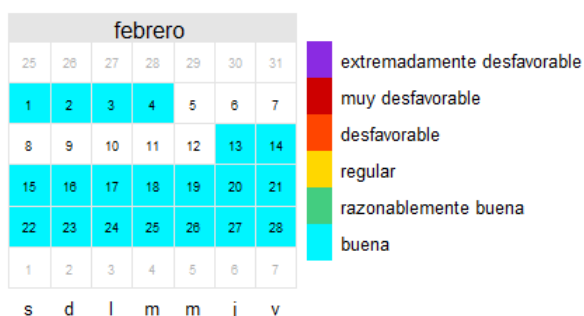 febrero
25 26 27 28 29 30 31
1 2 3 4 5 6 7
8 9 10 11 12 13 14
15 16 17 18 19 20 21
22 23 24 25 26 27 28
1 2 3 4 5 6 7
s d l m m j v
extremadamente desfavorable
muy desfavorable
desfavorable
regular
razonablemente buena
buena